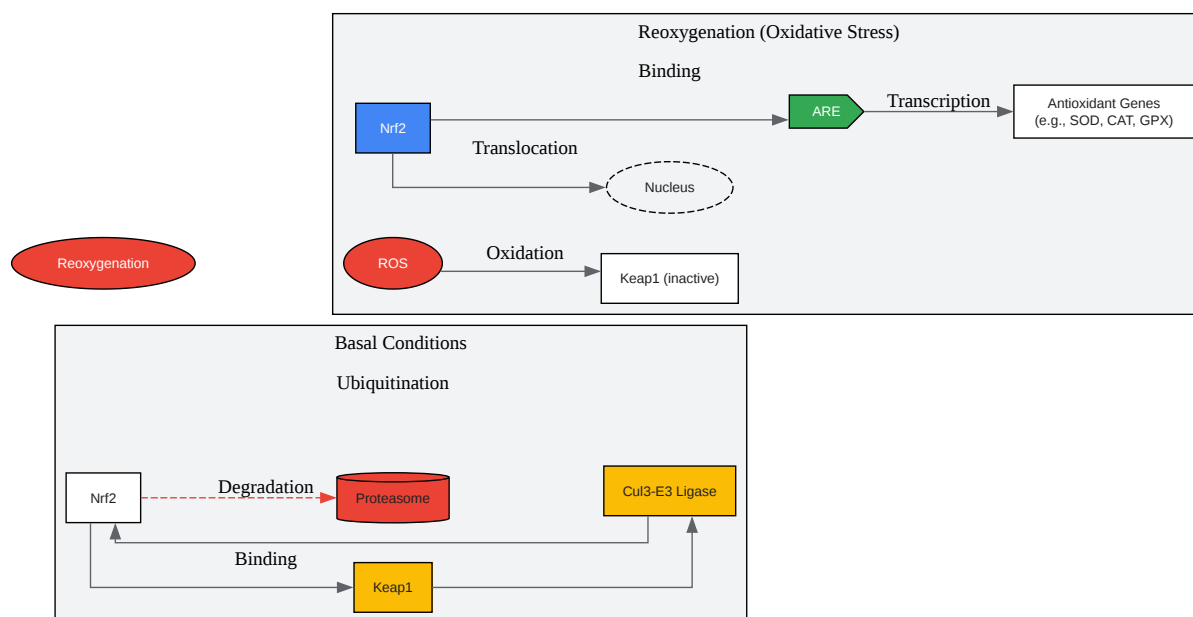 Reoxygenation (Oxidative Stress)
Binding
Nrf2
ARE
Transcription
Antioxidant Genes
(e.g., SOD, CAT, GPX)
Translocation
Nucleus
Reoxygenation
ROS
Oxidation
Keap1 (inactive)
Basal Conditions
Ubiquitination
Nrf2
Degradation
Proteasome
Cul3-E3 Ligase
Binding
Keap1